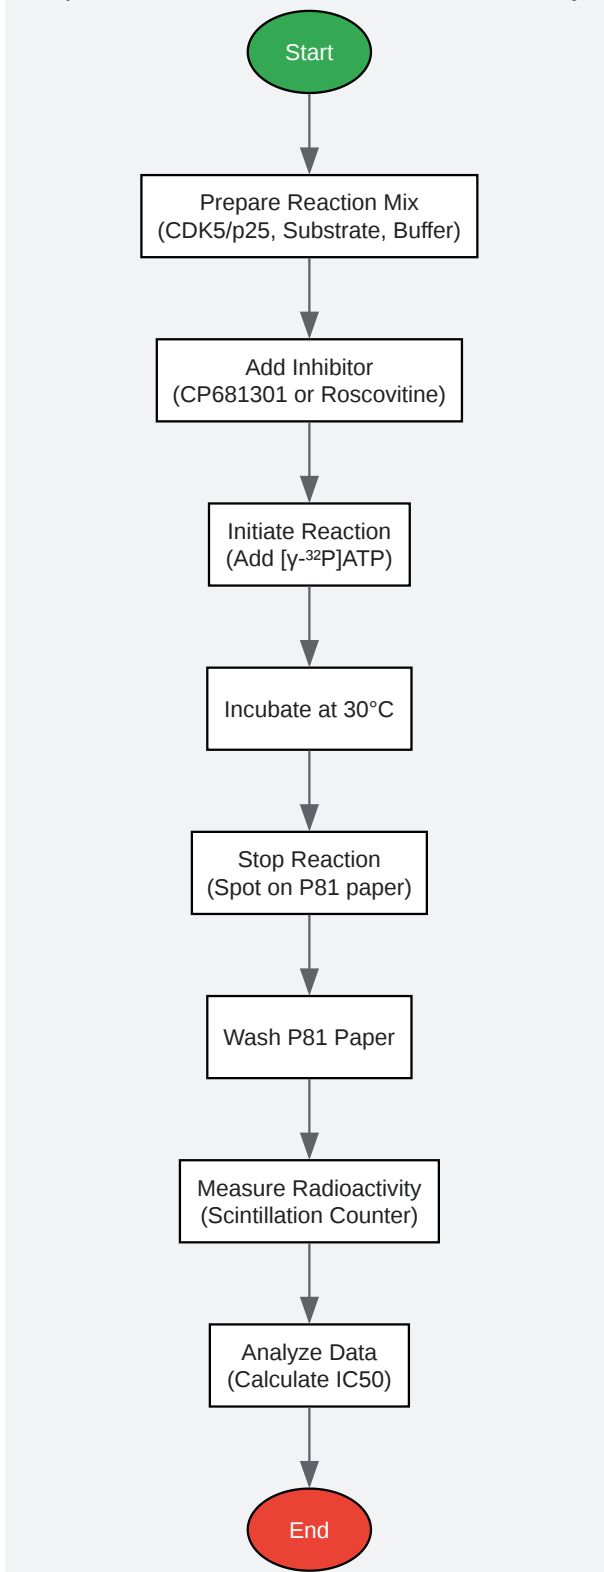 Start
Prepare Reaction Mix
(CDK5/p25, Substrate, Buffer)
Add Inhibitor
(CP681301 or Roscovitine)
Initiate Reaction
(Add [γ-³²P]ATP)
Incubate at 30°C
Stop Reaction
(Spot on P81 paper)
Wash P81 Paper
Measure Radioactivity
(Scintillation Counter)
Analyze Data
(Calculate IC50)
End